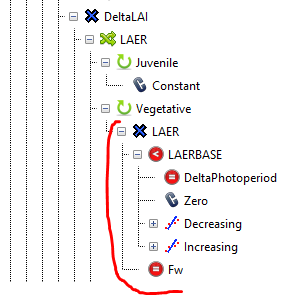 DeltaLAI
LAER
Juvenile
Constant
Vegetative
LAER
LAERBASE
DeltaPhotoperiod
Zero
Decreasing
Increasing
Fw